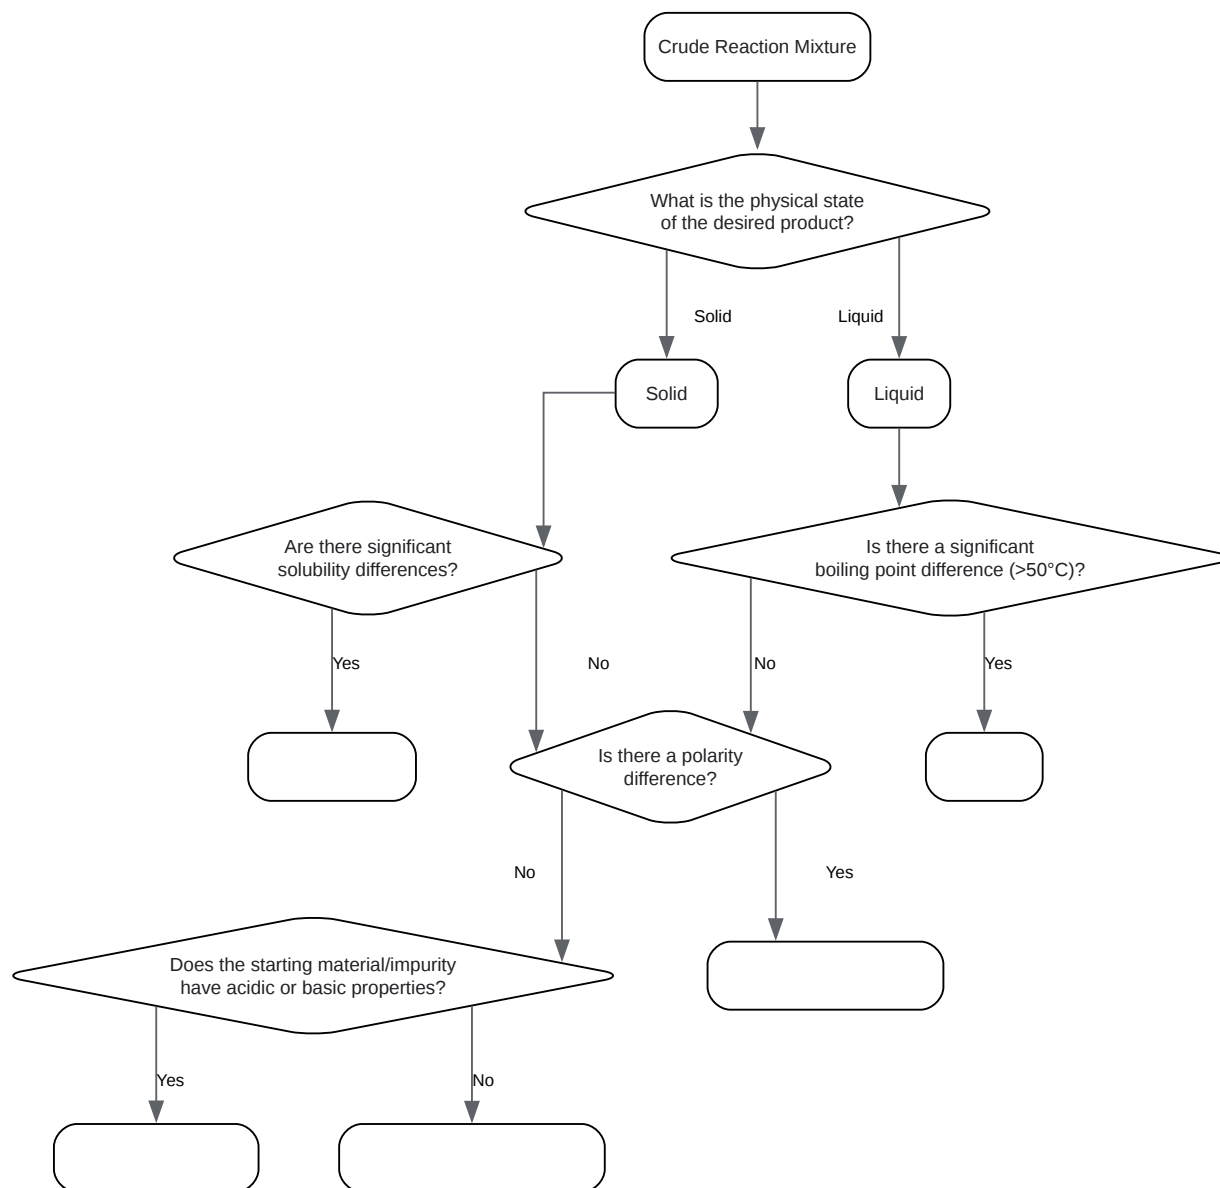 Crude Reaction Mixture
What is the physical state
of the desired product?
Solid
Liquid
Solid
Liquid
Are there significant
solubility differences?
Is there a significant
boiling point difference (>50°C)?
Yes
No
No
Yes
Is there a polarity
difference?
No
Yes
Does the starting material/impurity
have acidic or basic properties?
Yes
No